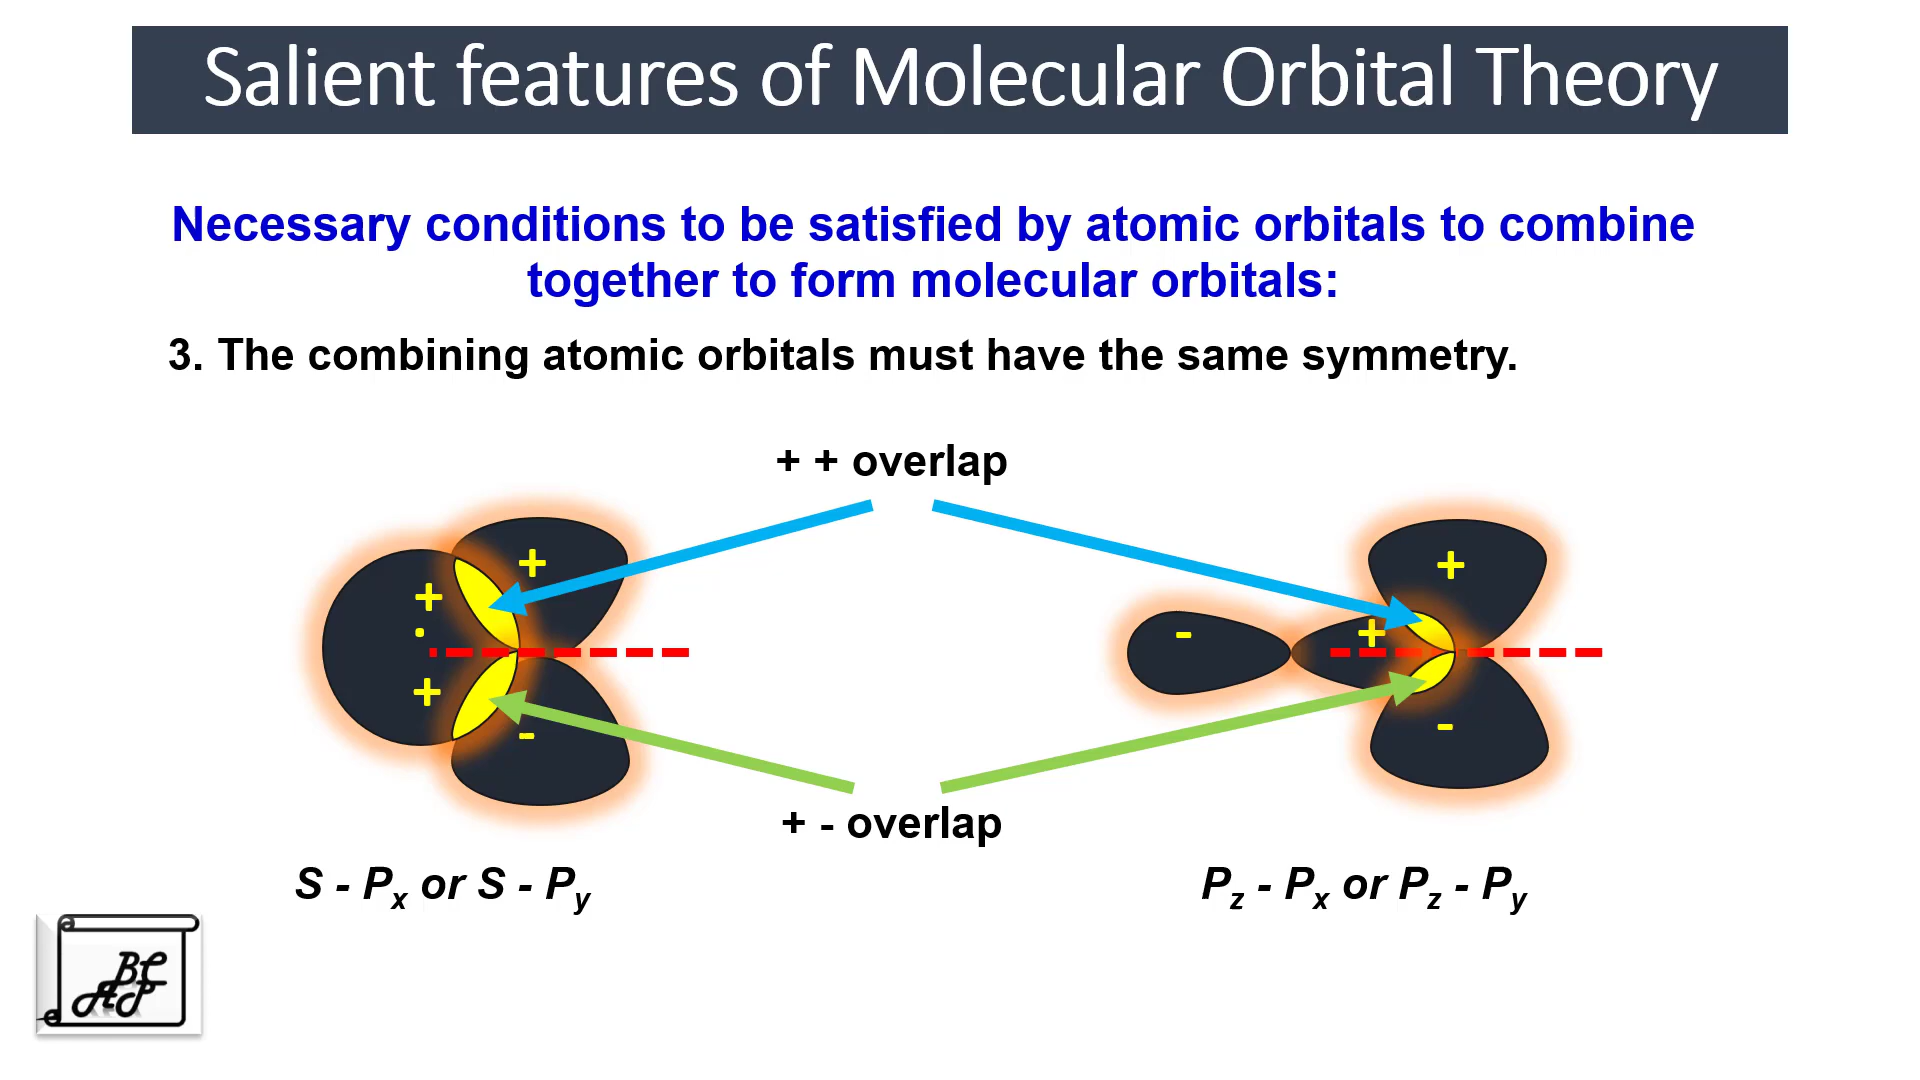 Salient features of Molecular Orbital Theory
Necessary conditions to be satisfied by atomic orbitals to combine
together to form molecular orbitals:
3. The combining atomic orbitals must have the same symmetry.
+ + overlap
+
+
+
-
-
+
+
-
+ - overlap
S - Px or S - Py
Pz - Px or Pz - Py
BC
AP